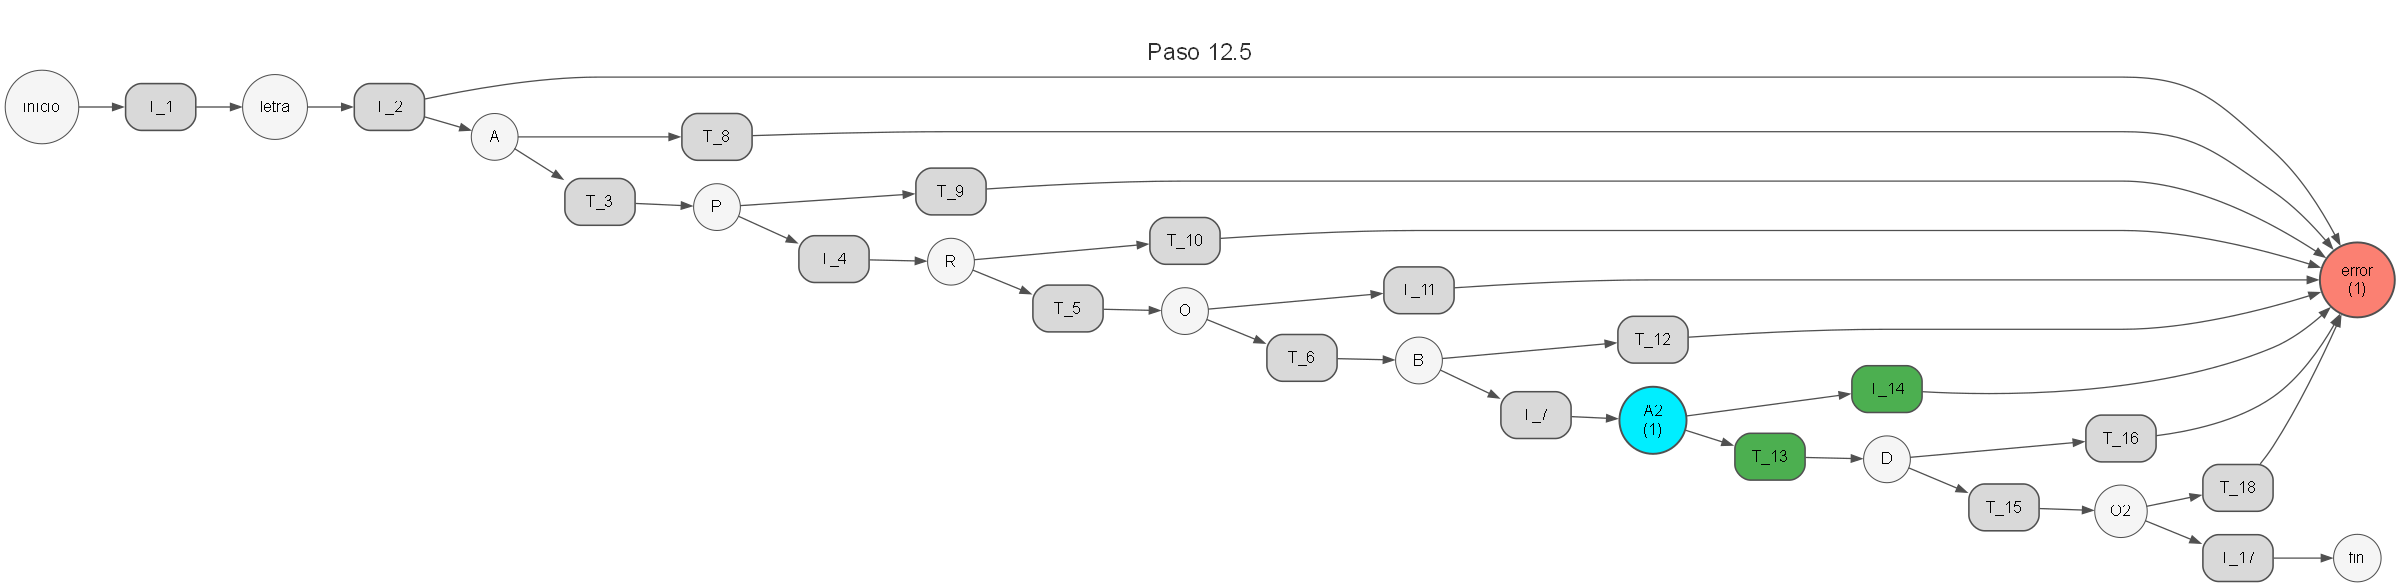 Paso 12.5
inicio
T_1
letra
T_2
A
T_8
T_3
P
T_9
T_4
R
T_10
T_5
O
T_11
T_6
B
T_12
T_7
A2
(1)
T_14
T_13
D
T_16
T_15
O2
T_18
T_17
fin
error
(1)